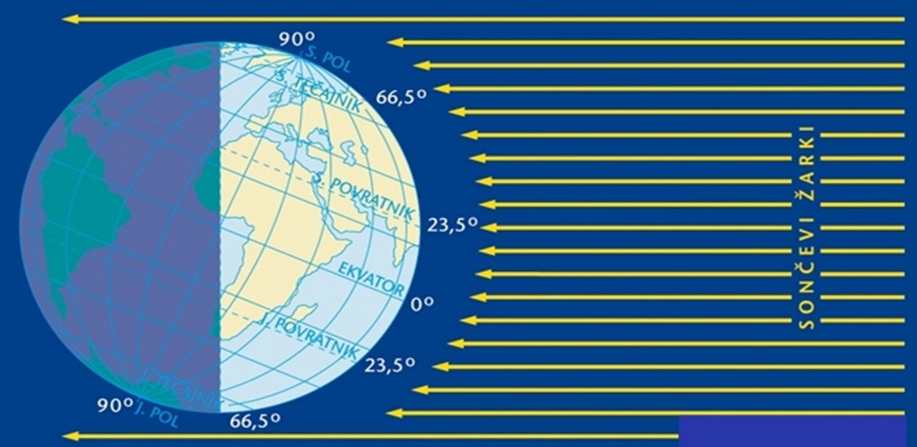 90°
S. POL
S. TEČAJNIK
66,5°
S. POVRATNIK
23,5°
EKVATOR
0°
J. POVRATNIK
23,5°
J. TEČAJNIK
66,5°
90°
J. POL
SONČEVI ŽARKI